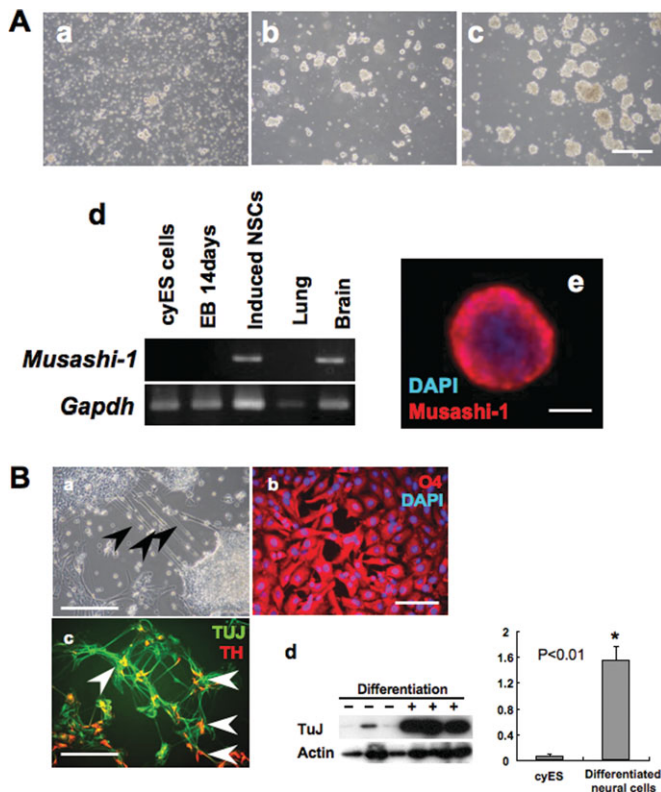 A
a
b
c
d
cyES cells
EB 14days
Induced NSCs
Lung
Brain
Musashi-1
Gapdh
e
DAPI
Musashi-1
B
a
b
O4
DAPI
c
TUJ
TH
d
Differentiation
− − − + + +
TuJ
Actin
P<0.01
*
1.6
1.2
0.8
0.4
0
2
cyES
Differentiated
neural cells